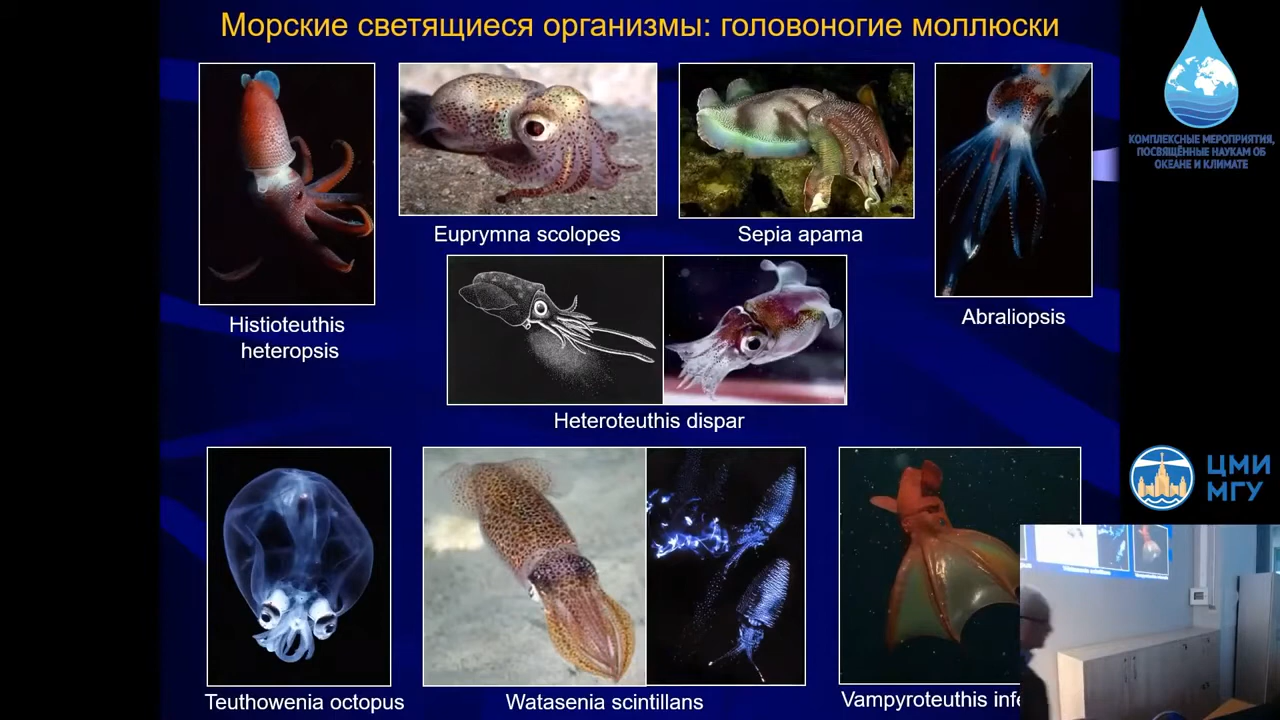 Морские светящиеся организмы: головоногие моллюски
КОМПЛЕКСНЫЕ МЕРОПРИЯТИЯ,
ПОСВЯЩЁННЫЕ НАУКАМ ОБ
ОКЕАНЕ И КЛИМАТЕ
Euprymna scolopes
Sepia apama
Histioteuthis
heteropsis
Abraliopsis
Heteroteuthis dispar
ЦМИ
МГУ
Teuthowenia octopus
Watasenia scintillans
Vampyroteuthis infe